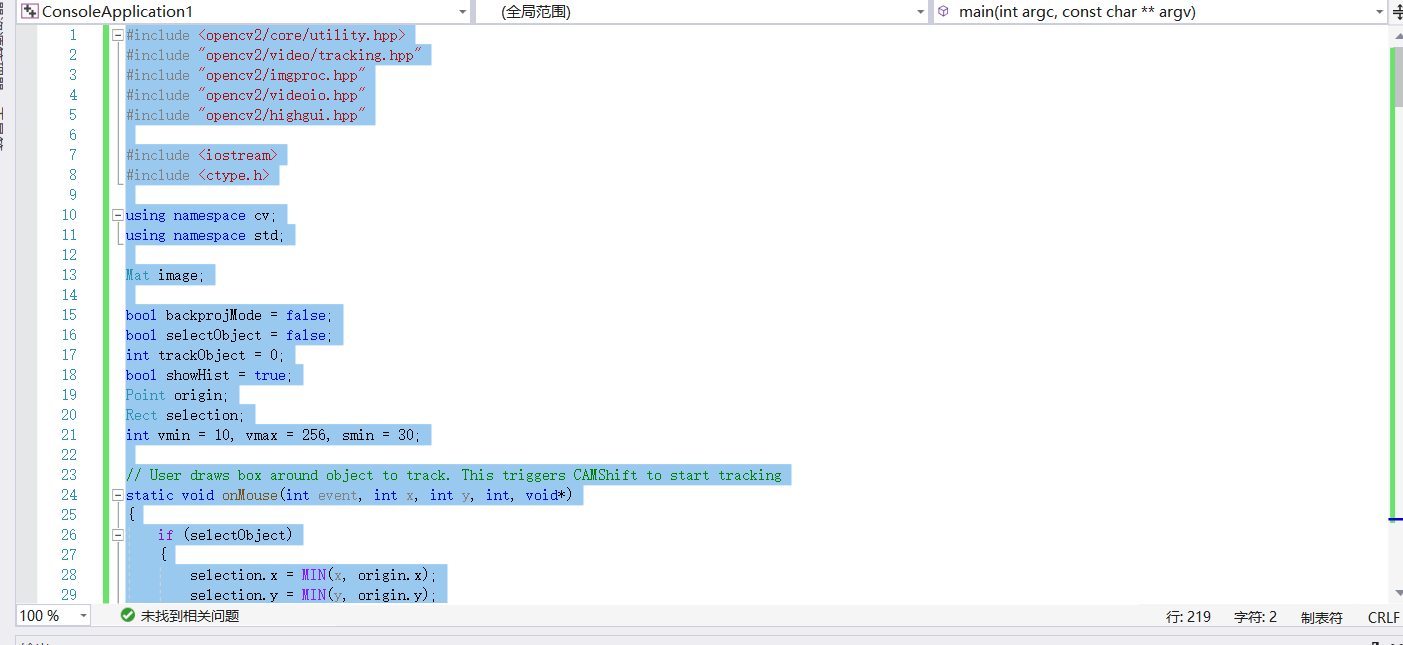 ConsoleApplication1
(全局范围)
main(int argc, const char ** argv)
1 #include <opencv2/core/utility.hpp>
2 #include "opencv2/video/tracking.hpp"
3 #include "opencv2/imgproc.hpp"
4 #include "opencv2/videoio.hpp"
5 #include "opencv2/highgui.hpp"
6
7 #include <iostream>
8 #include <ctype.h>
9
10 using namespace cv;
11 using namespace std;
12
13 Mat image;
14
15 bool backprojMode = false;
16 bool selectObject = false;
17 int trackObject = 0;
18 bool showHist = true;
19 Point origin;
20 Rect selection;
21 int vmin = 10, vmax = 256, smin = 30;
22
23 // User draws box around object to track. This triggers CAMShift to start tracking
24 static void onMouse(int event, int x, int y, int, void*)
25 {
26 if (selectObject)
27 {
28 selection.x = MIN(x, origin.x);
29 selection.y = MIN(y, origin.y);
100 %
未找到相关问题
行: 219
字符: 2
制表符
CRLF